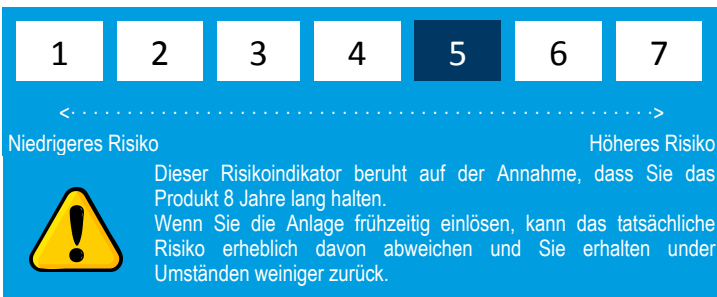 1 2 3 4 5 6 7
<· · · · · · · · · · · · · · · · · · · · · · · · · · · · · · · · · · · · · · · · · · · · · · · · · · · ·>
Niedrigeres Risiko Höheres Risiko
Dieser Risikoindikator beruht auf der Annahme, dass Sie das
Produkt 8 Jahre lang halten.
Wenn Sie die Anlage frühzeitig einlösen, kann das tatsächliche
Risiko erheblich davon abweichen und Sie erhalten under
Umständen weiniger zurück.
!